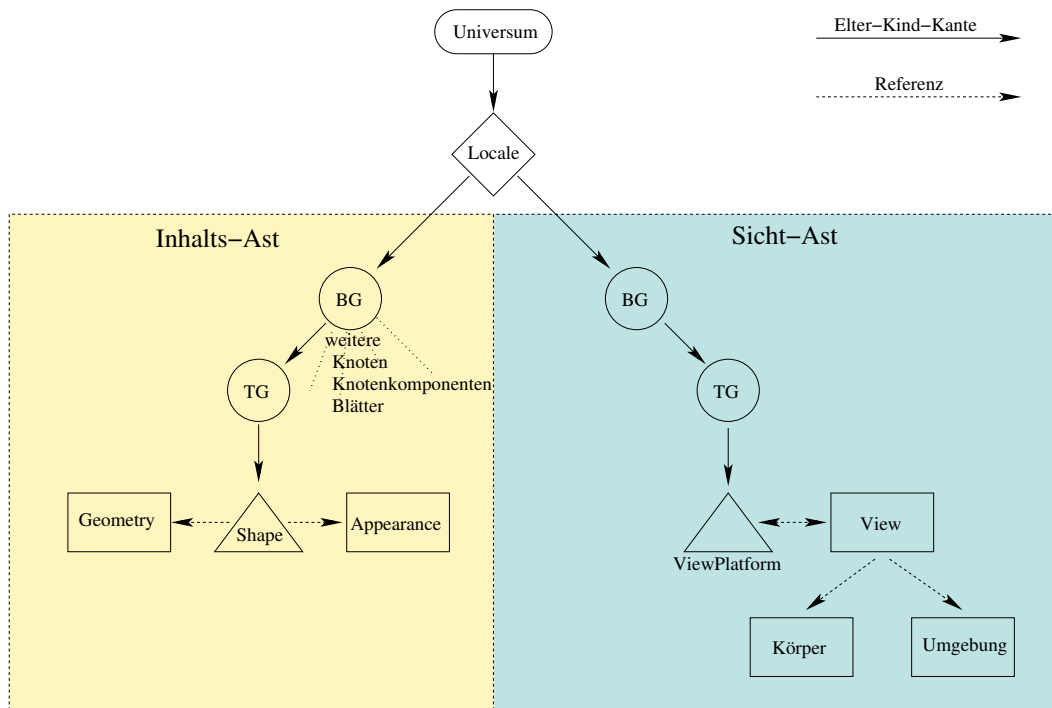 Universum
Elter−Kind−Kante
Referenz
Locale
Inhalts−Ast
Sicht−Ast
BG
BG
weitere
Knoten
Knotenkomponenten
Blätter
TG
TG
Geometry
Shape
Appearance
ViewPlatform
View
Körper
Umgebung